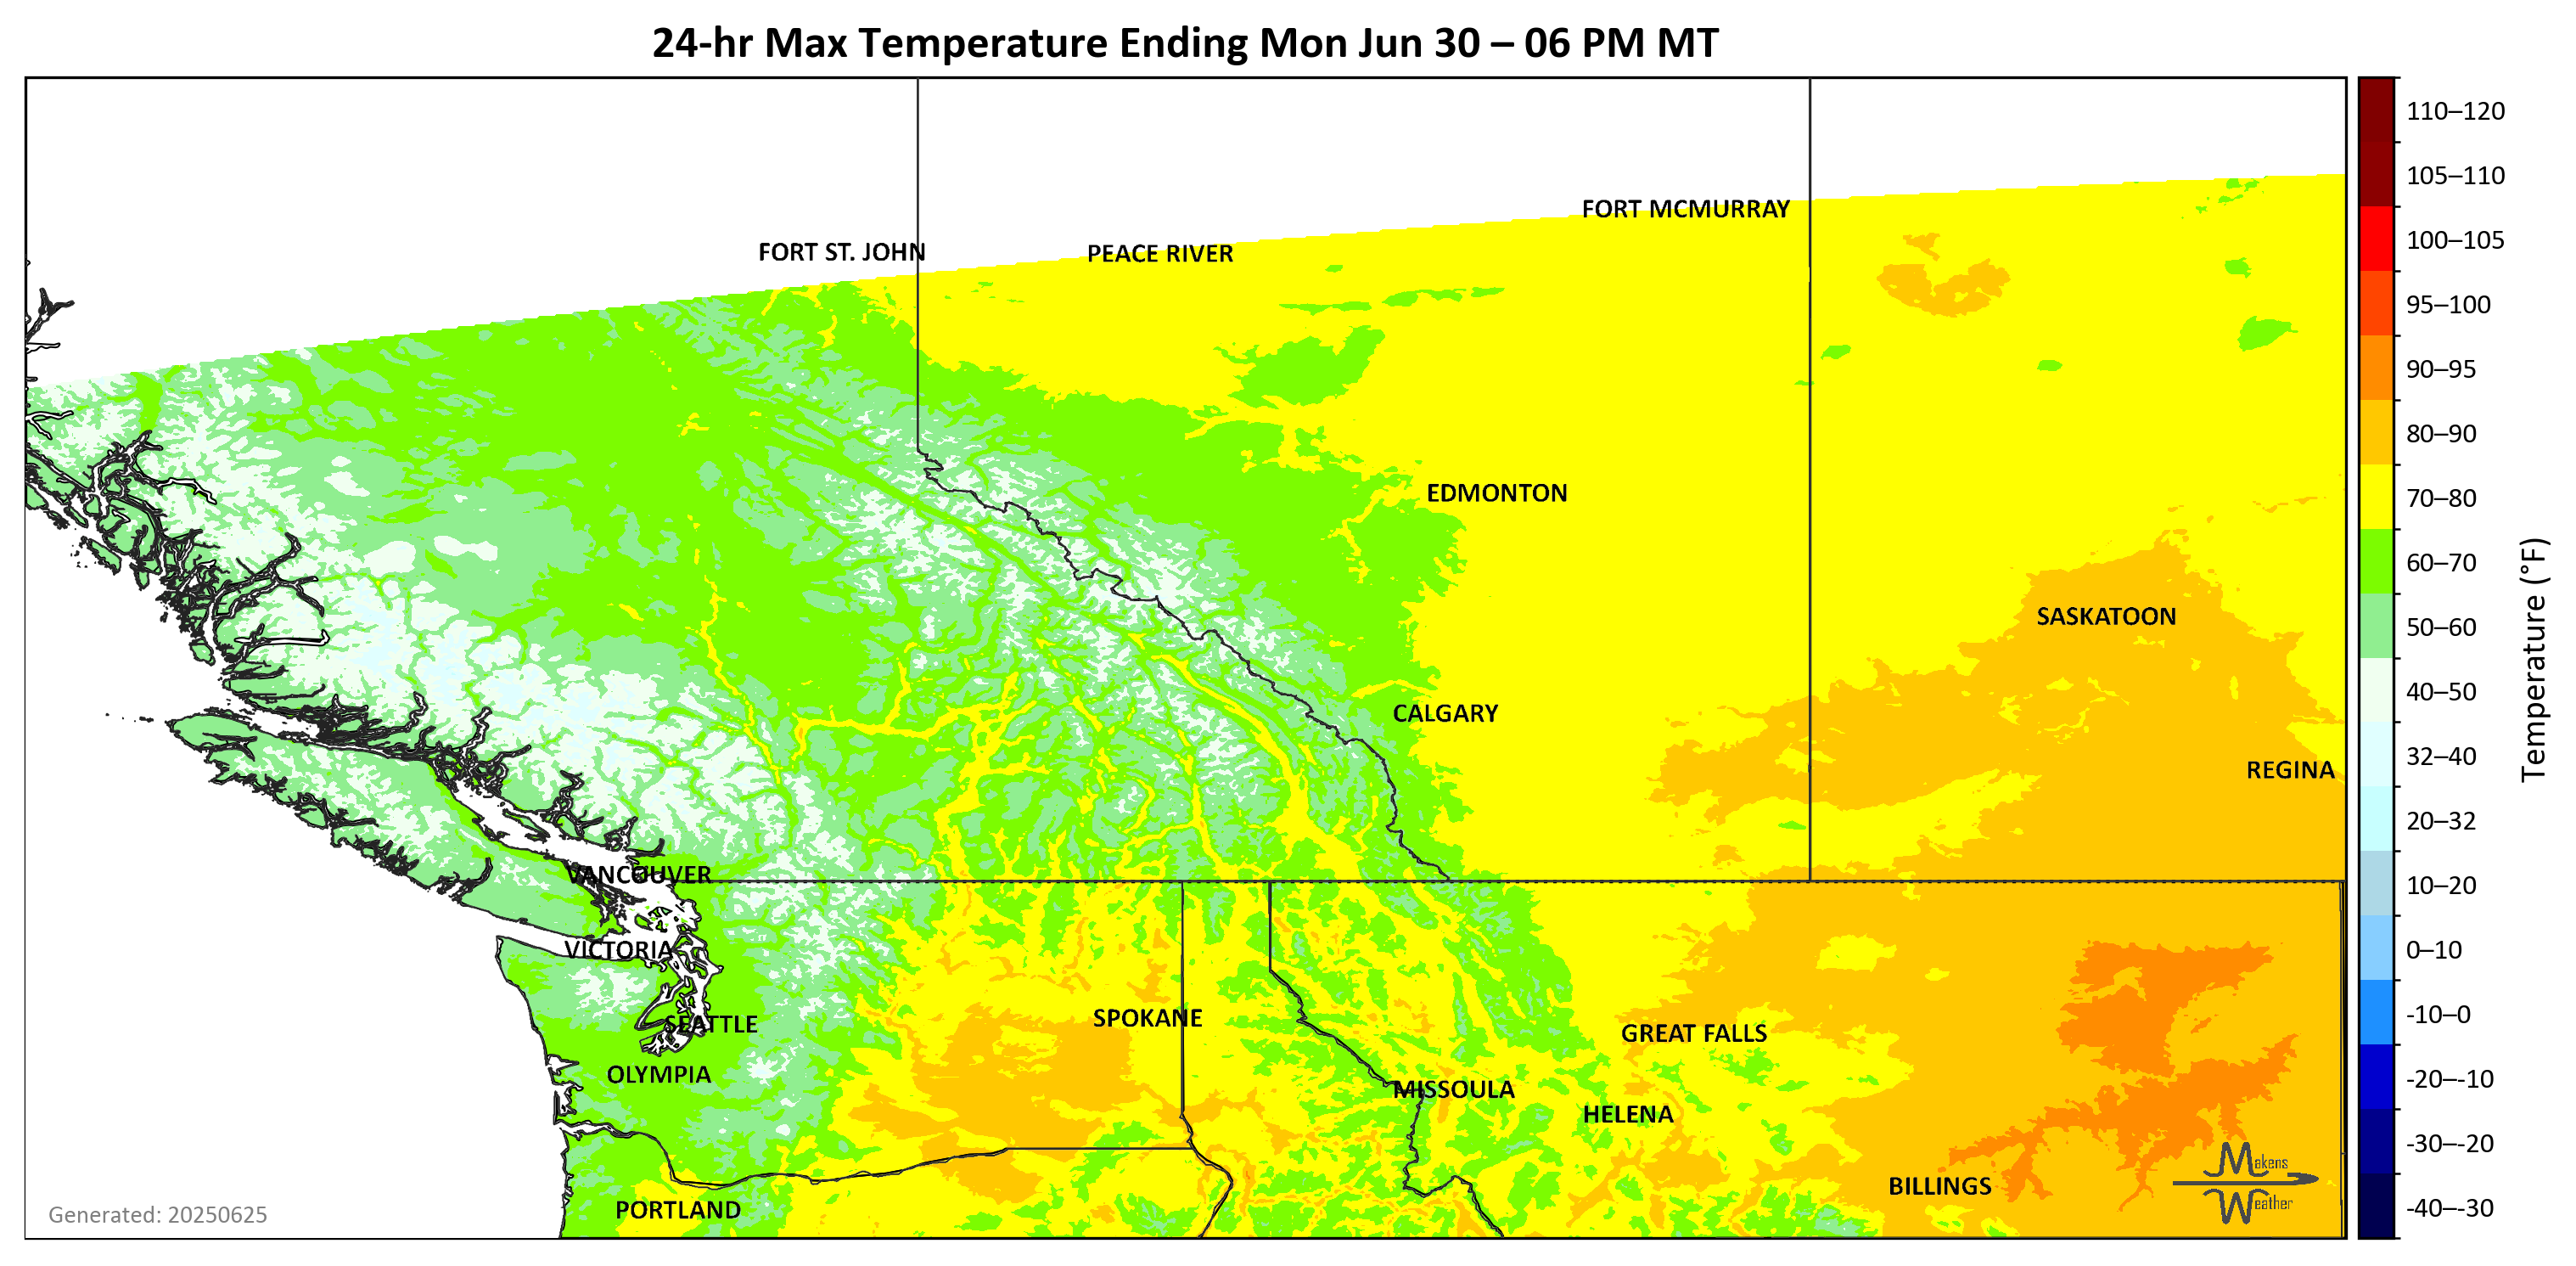 24-hr Max Temperature Ending Mon Jun 30 – 06 PM MT
FORT MCMURRAY
FORT ST. JOHN
PEACE RIVER
EDMONTON
SASKATOON
CALGARY
REGINA
VANCOUVER
VICTORIA
SPOKANE
SEATTLE
GREAT FALLS
OLYMPIA
MISSOULA
HELENA
BILLINGS
PORTLAND
Makens
Weather
Generated: 20250625
110–120
105–110
100–105
95–100
90–95
80–90
70–80
60–70
50–60
40–50
32–40
20–32
10–20
0–10
-10–0
-20–-10
-30–-20
-40–-30
Temperature (°F)